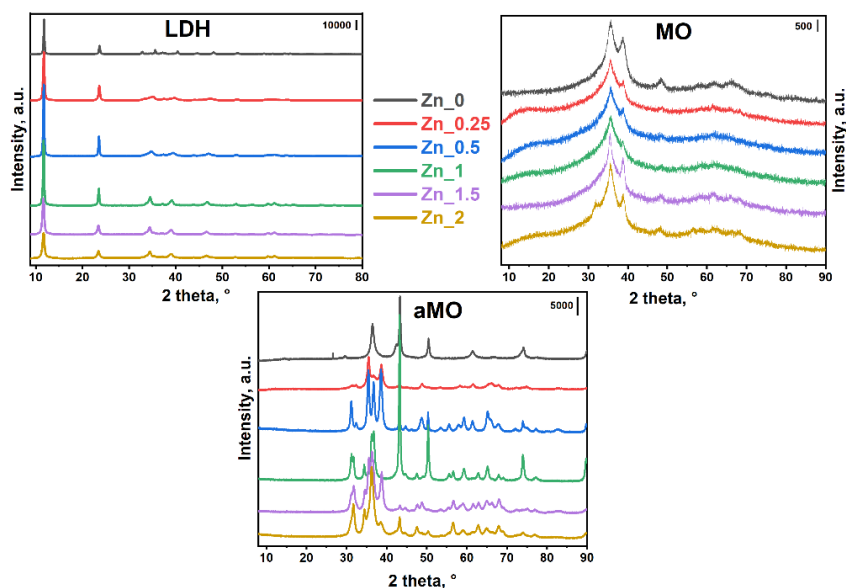 LDH
10000
Intensity, a.u.
10 20 30 40 50 60 70 80
2 theta, °
Zn_0
Zn_0.25
Zn_0.5
Zn_1
Zn_1.5
Zn_2
MO
500
Intensity, a.u.
10 20 30 40 50 60 70 80 90
2 theta, °
aMO
5000
Intensity, a.u.
10 20 30 40 50 60 70 80 90
2 theta, °